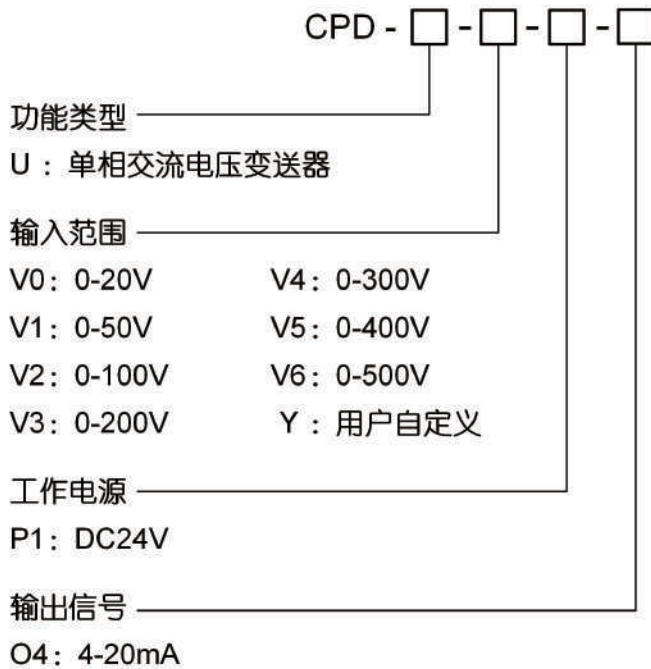 CPD - □ - □ - □ - □
功能类型
U : 单相交流电压变送器
输入范围
V0: 0-20V V4: 0-300V
V1: 0-50V V5: 0-400V
V2: 0-100V V6: 0-500V
V3: 0-200V Y : 用户自定义
工作电源
P1: DC24V
输出信号
O4: 4-20mA